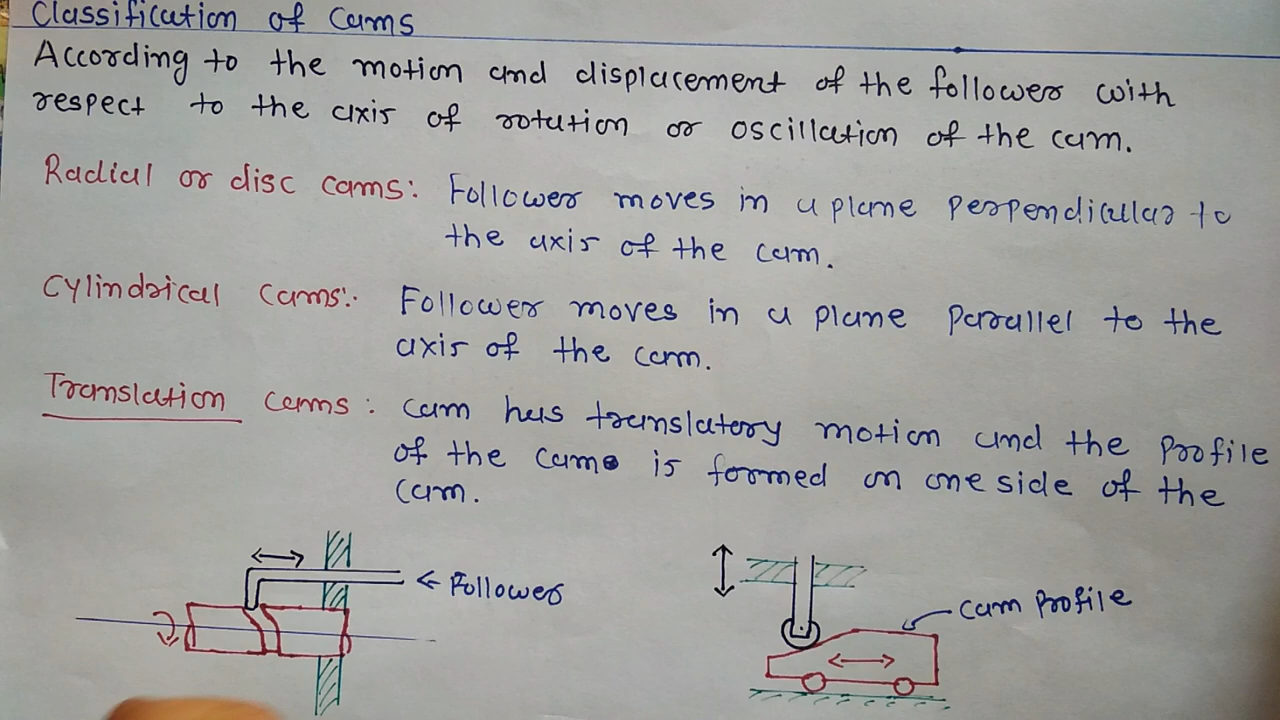 Classification of Cams
According to the motion and displacement of the follower with
respect to the axis of rotation or oscillation of the cam.
Radial or disc cams: Follower moves in a plane perpendicular to
the axis of the cam.
Cylindrical Cams:. Follower moves in a plane parallel to the
axis of the cam.
Translation cams: cam has translatory motion and the profile
of the cam is formed on one side of the
cam.
← Follower
cam profile